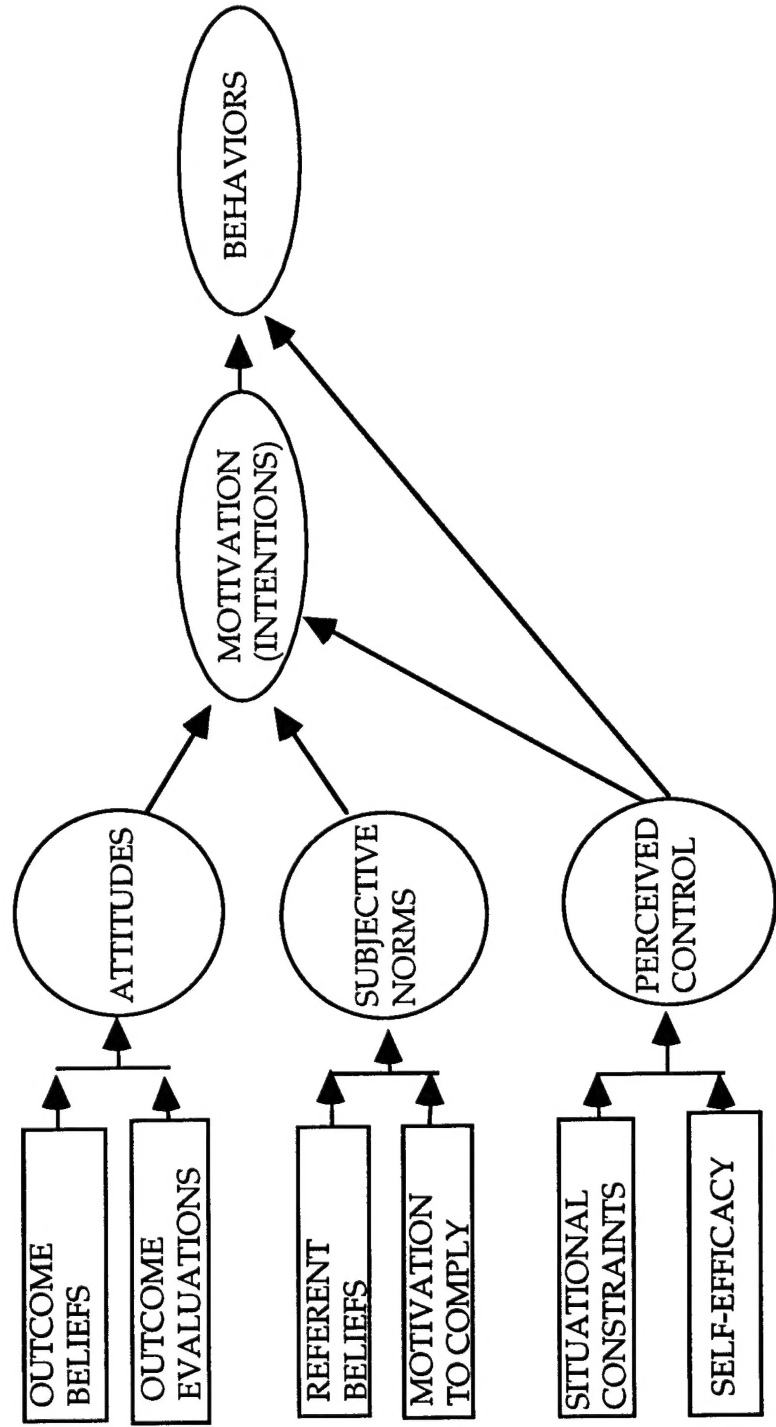 OUTCOME
BELIEFS
OUTCOME
EVALUATIONS
REFERENT
BELIEFS
MOTIVATION
TO COMPLY
SITUATIONAL
CONSTRAINTS
SELF-EFFICACY
ATTITUDES
SUBJECTIVE
NORMS
PERCEIVED
CONTROL
MOTIVATION
(INTENTIONS)
BEHAVIORS